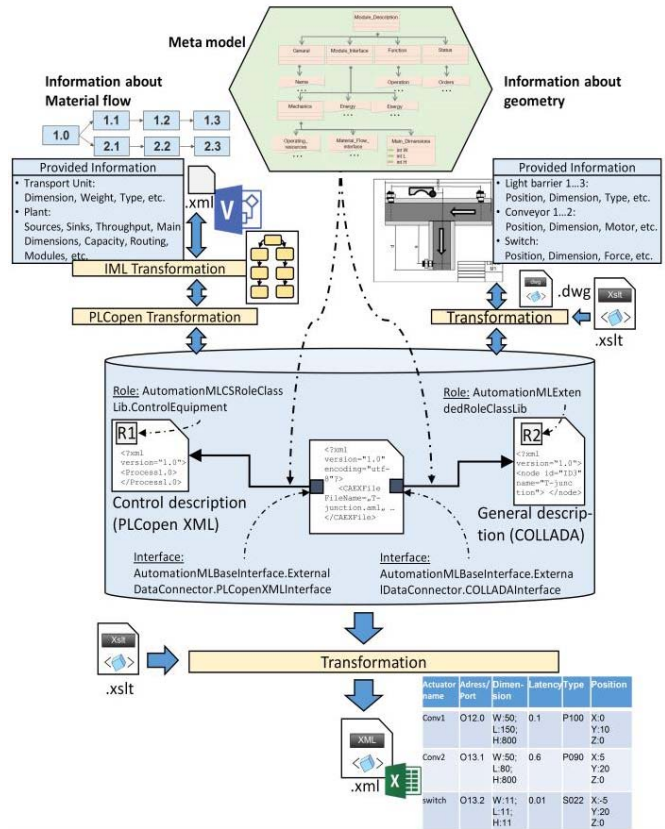 Meta model
Module_Description
General
Module_Interface
Function
Status
Name
Operation
Orders
Mechanics
Energy
Energy
Operating_
resources
Material_Flow_
interface
Main_Dimensions
int W
int L
int H
Information about
Material flow
1.0
1.1
1.2
1.3
2.1
2.2
2.3
Provided Information
• Transport Unit:
Dimension, Weight, Type, etc.
• Plant:
Sources, Sinks, Throughput, Main
Dimensions, Capacity, Routing,
Modules, etc.
.xml
V
IML Transformation
PLCopen Transformation
Information about
geometry
Provided Information
• Light barrier 1...3:
Position, Dimension, Type, etc.
• Conveyor 1...2:
Position, Dimension, Motor, etc.
• Switch:
Position, Dimension, Force, etc.
Dwg
.dwg
Xslt
.xslt
Transformation
Role: AutomationMLCSRoleClass
Lib.ControlEquipment
R1
<?xml
version="1.0">
<Process1.0>
</Process1.0>
Control description
(PLCopen XML)
<?xml
version="1.0"
encoding="utf-
8"?>
<CAEXFile
FileName=„T-
junction.aml„ …
</CAEXFile>
Role: AutomationMLExten
dedRoleClassLib
R2
<?xml
version="1.0">
<node id="ID3"
name="T-junc
tion"> </node>
General descrip-
tion (COLLADA)
Interface:
AutomationMLBaseInterface.External
DataConnector.PLCopenXMLInterface
Interface:
AutomationMLBaseInterface.Externa
lDataConnector.COLLADAInterface
Xslt
.xslt
Transformation
XML
.xml
X
Actuator name Adress/ Port Dimen- sion Latency Type Position
Conv1 O12.0 W:50; 0.1 P100 X:0
L:150; Y:10
H:800 Z:0
Conv2 O13.1 W:50; 0.6 P090 X:5
L:80; Y:20
H:800 Z:0
switch O13.2 W:11; 0.01 S022 X:-5
L:11; Y:20
H:11 Z:0